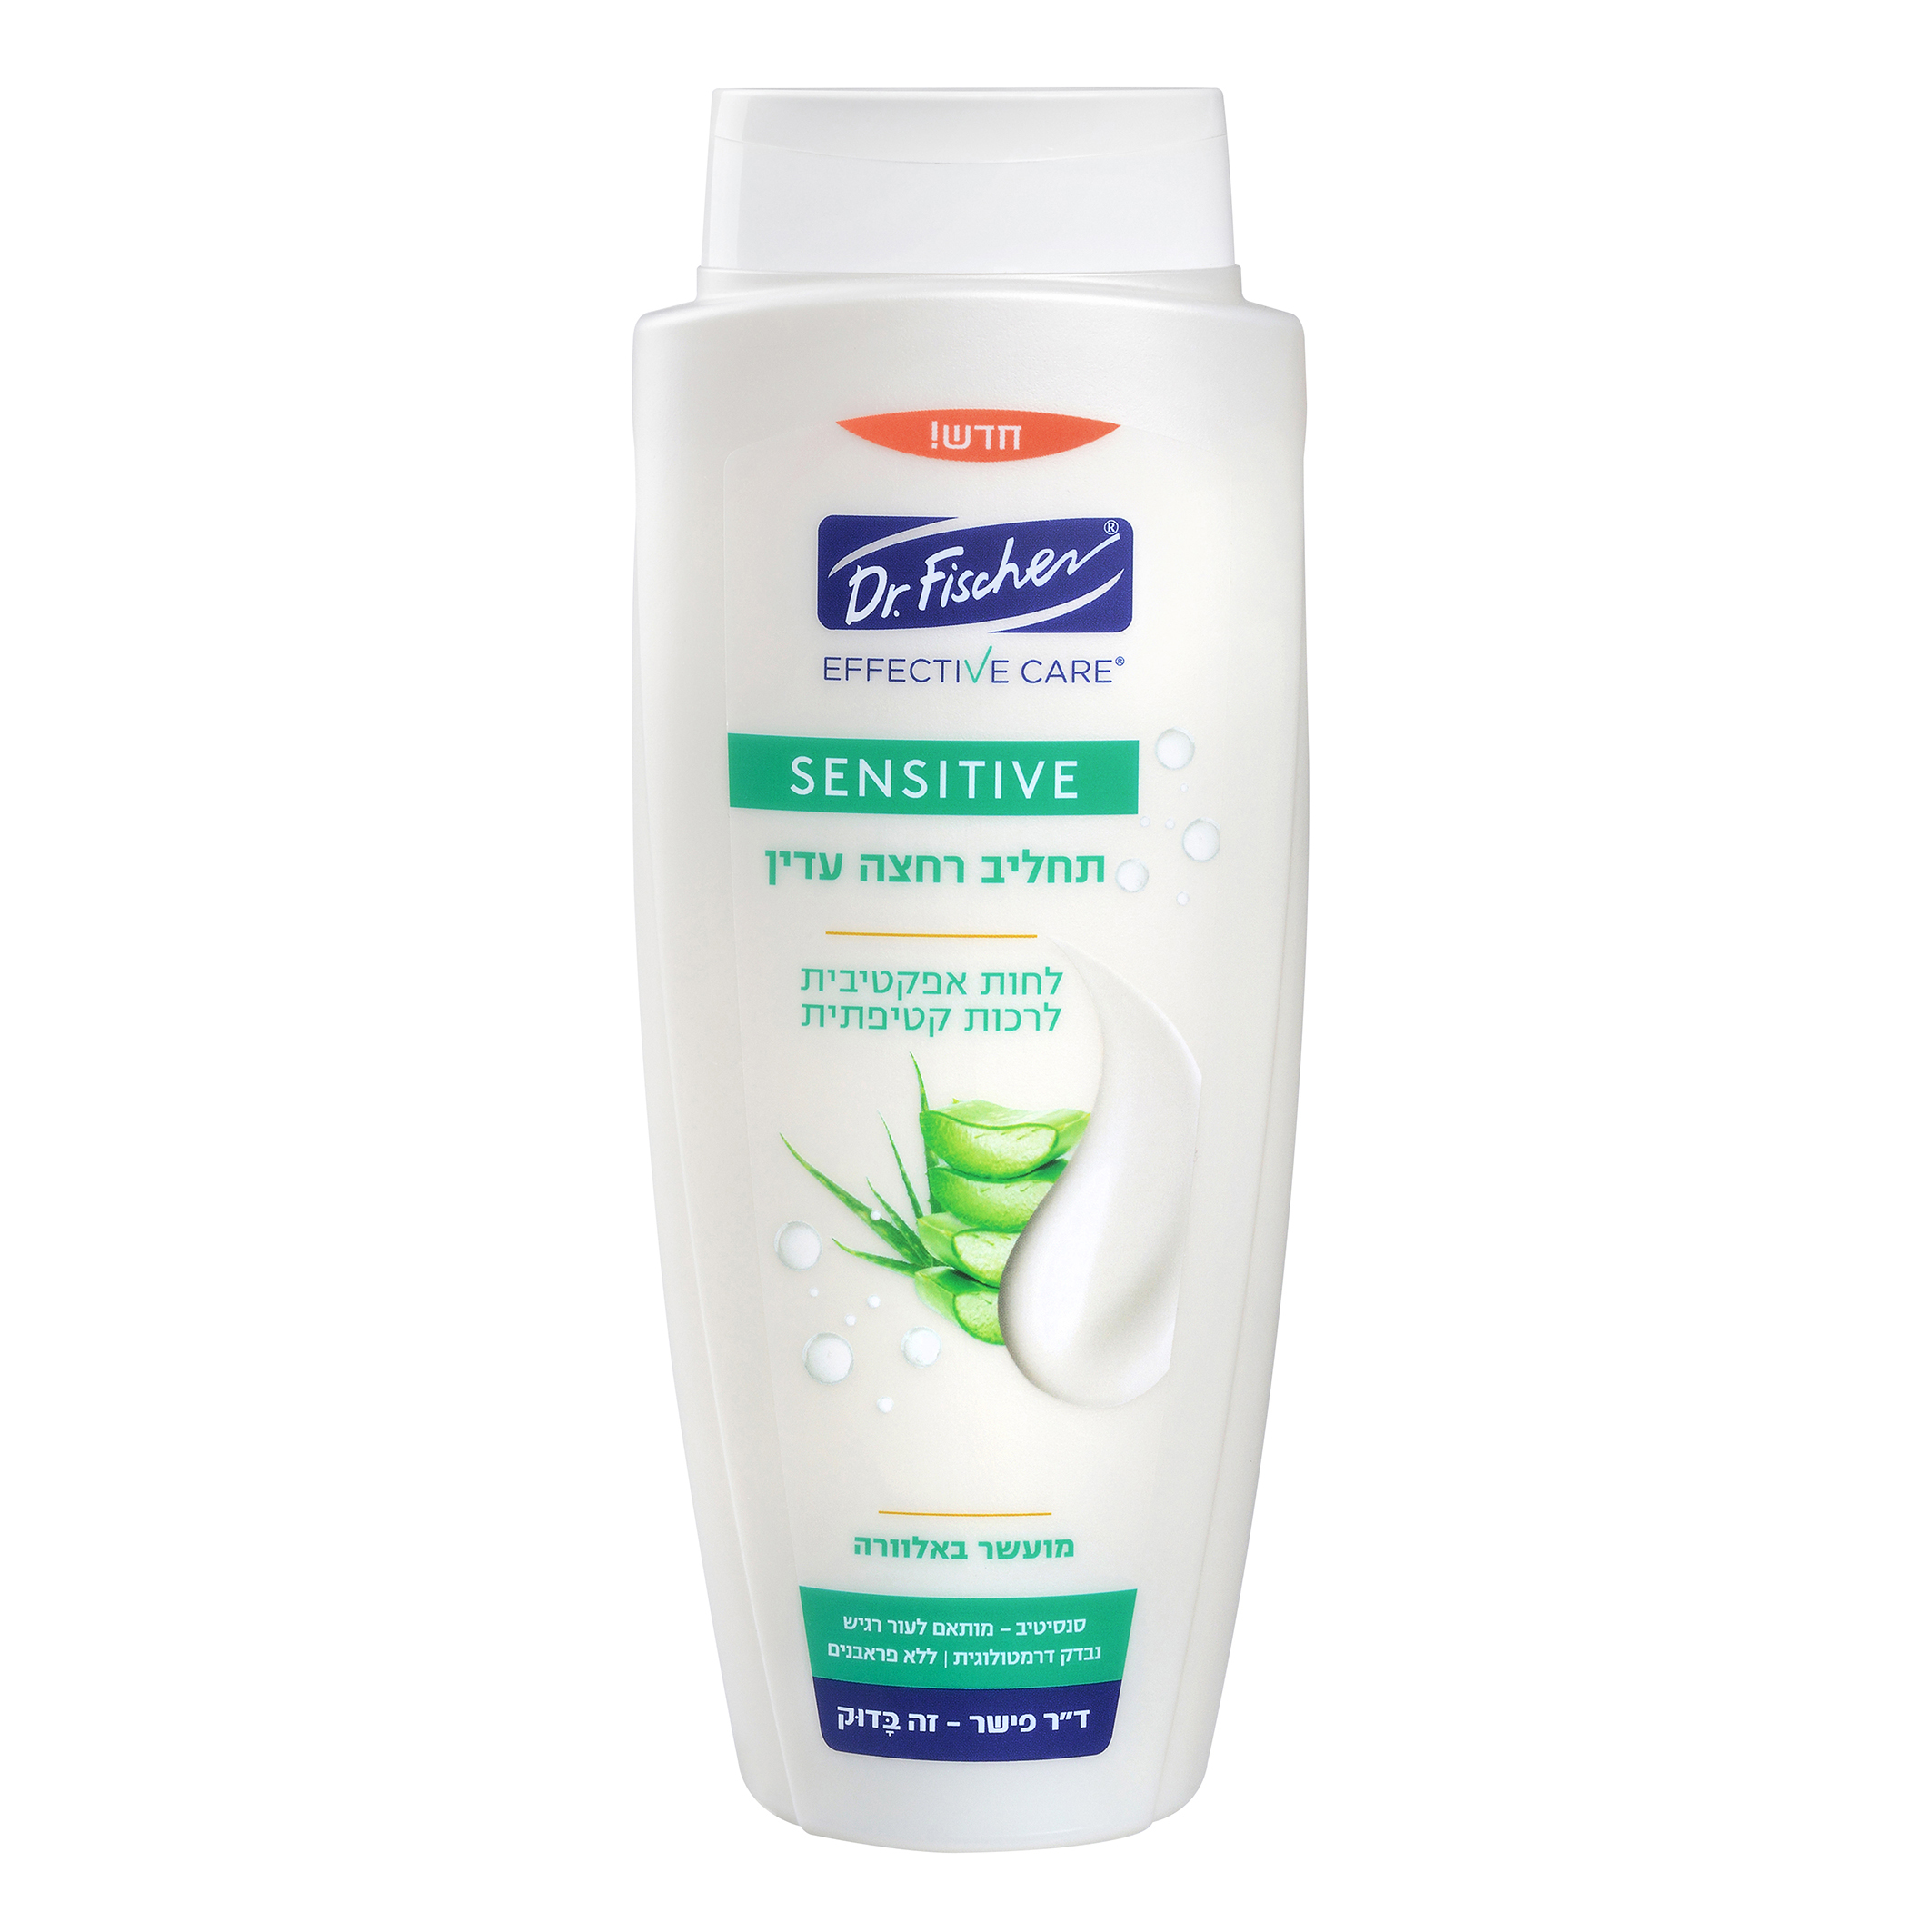 חדש!
Dr. Fischer®
EFFECTIVE CARE®
SENSITIVE
תחליב רחצה עדין
לחות אפקטיבית
לרכות קטיפתית
מועשר באלוורה
סנסיטיב – מותאם לעור רגיש
נבדק דרמטולוגית | ללא פראבנים
ד״ר פישר – זה בָּדוּק